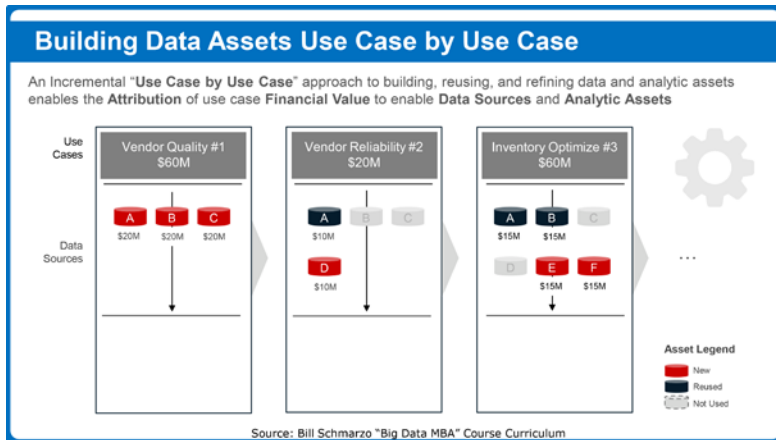 Building Data Assets Use Case by Use Case
An Incremental “Use Case by Use Case” approach to building, reusing, and refining data and analytic assets
enables the Attribution of use case Financial Value to enable Data Sources and Analytic Assets
Use
Cases
Vendor Quality #1
$60M
Vendor Reliability #2
$20M
Inventory Optimize #3
$60M
Data
Sources
A B C
$20M $20M $20M
A B C
$10M
D
$10M
A B C
$15M $15M
D E F
$15M $15M
...
Asset Legend
New
Reused
Not Used
Source: Bill Schmarzo “Big Data MBA” Course Curriculum